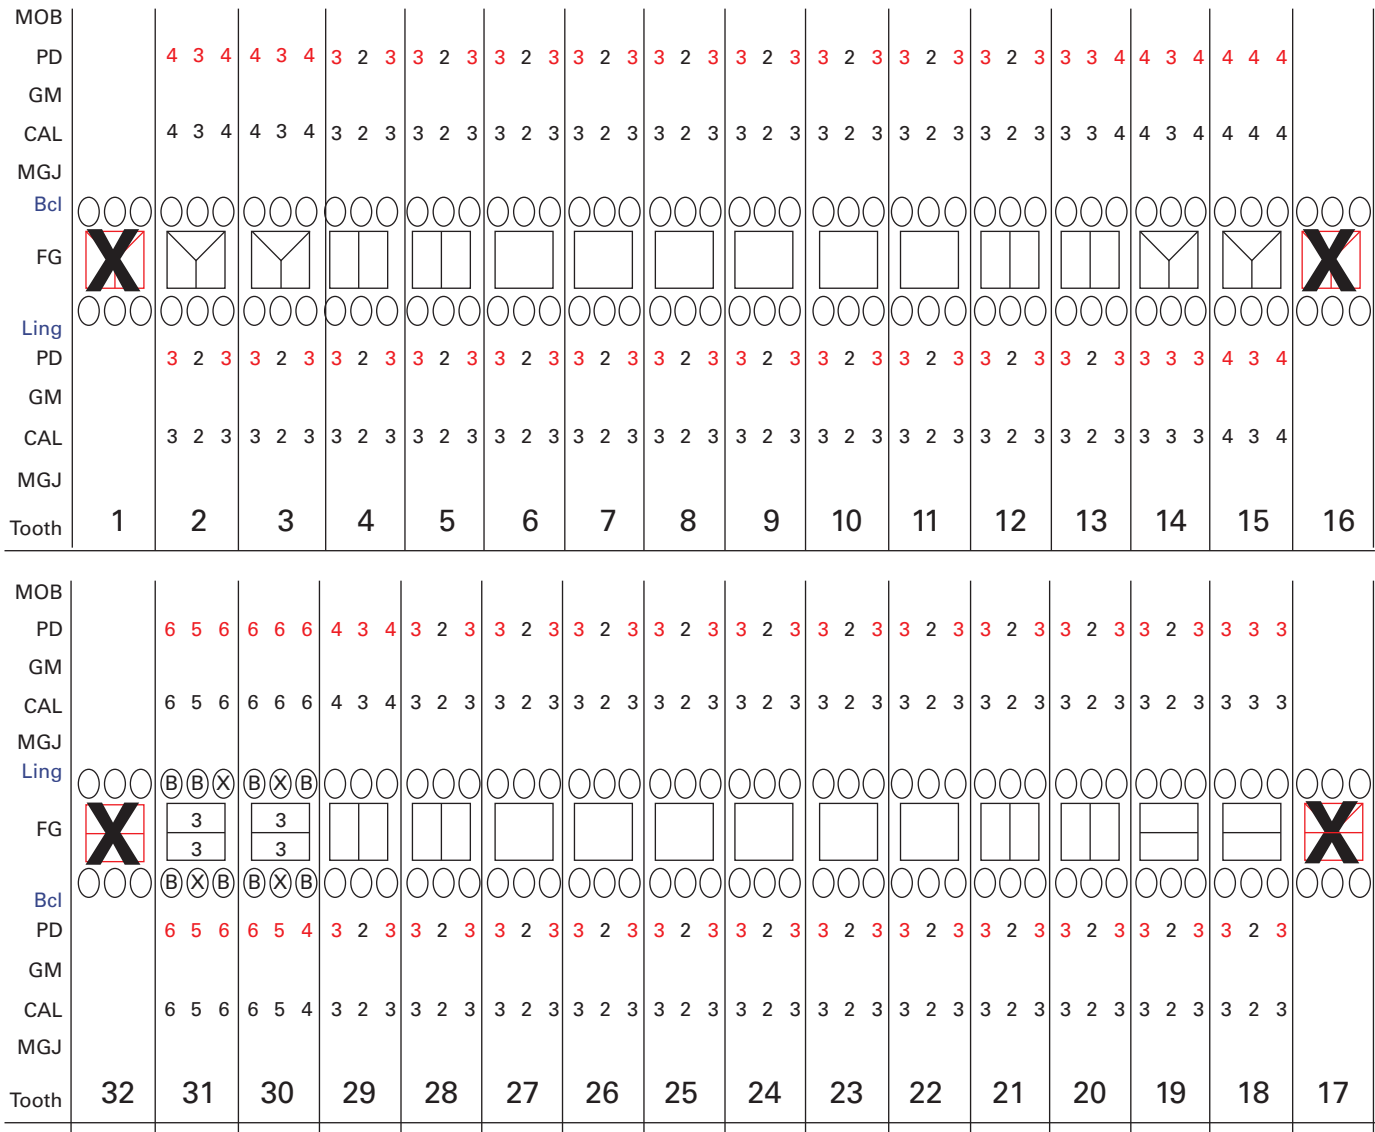 MOB
PD 4 3 4 4 3 4 3 2 3 3 2 3 3 2 3 3 2 3 3 2 3 3 2 3 3 2 3 3 2 3 3 2 3 3 3 4 4 3 4 4 4 4
GM
CAL 4 3 4 4 3 4 3 2 3 3 2 3 3 2 3 3 2 3 3 2 3 3 2 3 3 2 3 3 2 3 3 2 3 3 3 4 4 3 4 4 4 4
MGJ
Bcl
FG X X
Ling
PD 3 2 3 3 2 3 3 2 3 3 2 3 3 2 3 3 2 3 3 2 3 3 2 3 3 2 3 3 2 3 3 2 3 3 2 3 3 3 3 4 3 4
GM
CAL 3 2 3 3 2 3 3 2 3 3 2 3 3 2 3 3 2 3 3 2 3 3 2 3 3 2 3 3 2 3 3 2 3 3 2 3 3 3 3 4 3 4
MGJ
Tooth 1 2 3 4 5 6 7 8 9 10 11 12 13 14 15 16
MOB
PD 6 5 6 6 6 6 4 3 4 3 2 3 3 2 3 3 2 3 3 2 3 3 2 3 3 2 3 3 2 3 3 2 3 3 2 3 3 2 3 3 3 3
GM
CAL 6 5 6 6 6 6 4 3 4 3 2 3 3 2 3 3 2 3 3 2 3 3 2 3 3 2 3 3 2 3 3 2 3 3 2 3 3 2 3 3 3 3
MGJ
Ling B B X B X B
FG X 3 3 X
3 3
Bcl B X B B X B
PD 6 5 6 6 5 4 3 2 3 3 2 3 3 2 3 3 2 3 3 2 3 3 2 3 3 2 3 3 2 3 3 2 3 3 2 3 3 2 3 3 2 3
GM
CAL 6 5 6 6 5 4 3 2 3 3 2 3 3 2 3 3 2 3 3 2 3 3 2 3 3 2 3 3 2 3 3 2 3 3 2 3 3 2 3 3 2 3
MGJ
Tooth 32 31 30 29 28 27 26 25 24 23 22 21 20 19 18 17